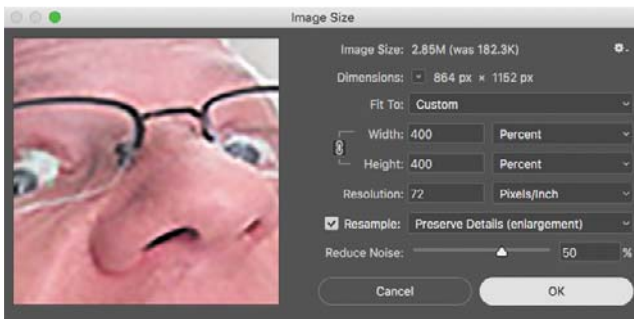 Image Size
Image Size: 2.85M (was 182.3K)
Dimensions: 864 px × 1152 px
Fit To: Custom
Width: 400 Percent
Height: 400 Percent
Resolution: 72 Pixels/Inch
Resample: Preserve Details (enlargement)
Reduce Noise: 50 %
Cancel OK